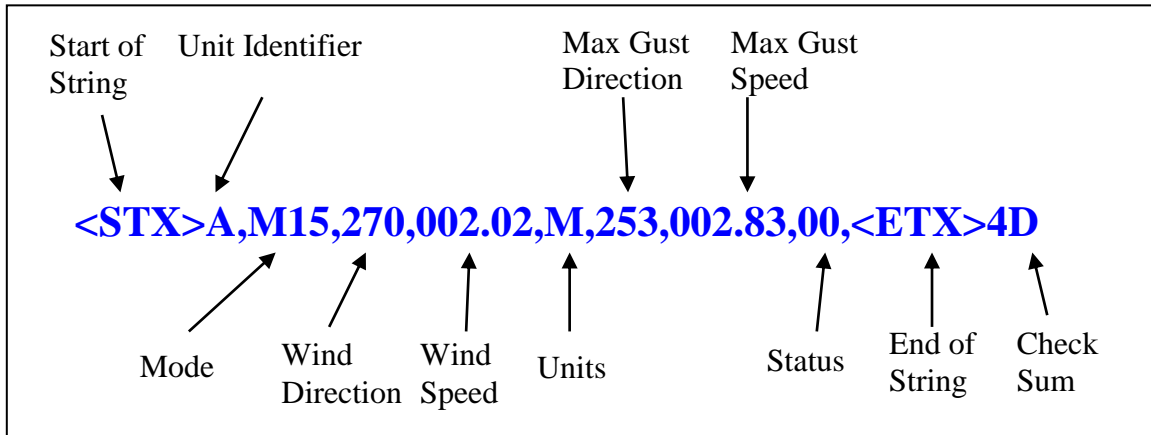 Start of
String
Unit Identifier
Max Gust
Direction
Max Gust
Speed
<STX>A,M15,270,002.02,M,253,002.83,00,<ETX>4D
Mode
Wind
Direction
Wind
Speed
Units
Status
End of
String
Check
Sum